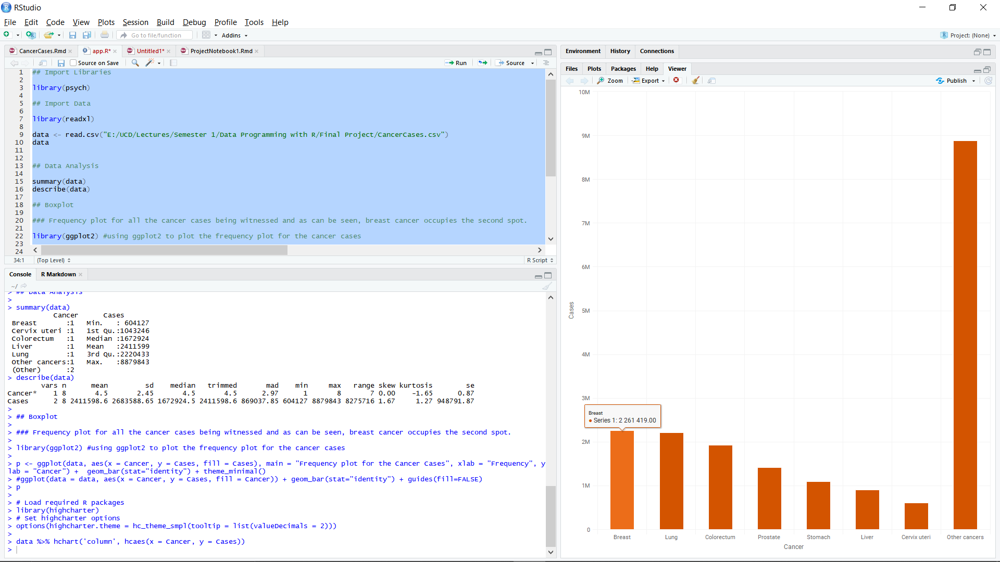 RStudio
File Edit Code View Plots Session Build Debug Profile Tools Help
Go to file/function Addins Project: (None)
CancerCases.Rmd app.R* Untitled1* ProjectNotebook1.Rmd
Source on Save Run Source
1 ## Import Libraries
2
3 library(psych)
4
5 ## Import Data
6
7 library(readxl)
8
9 data <- read.csv("E:/UCD/Lectures/Semester 1/Data Programming with R/Final Project/CancerCases.csv")
10 data
11
12
13 ## Data Analysis
14
15 summary(data)
16 describe(data)
17
18 ## Boxplot
19
20 ### Frequency plot for all the cancer cases being witnessed and as can be seen, breast cancer occupies the second spot.
21
22 library(ggplot2) #using ggplot2 to plot the frequency plot for the cancer cases
23
24
34:1 (Top Level) R Script
Console R Markdown
~/
> ## Data Analysis
>
> summary(data)
Cancer Cases
Breast :1 Min. : 604127
Cervix uteri :1 1st Qu.:1043246
Colorectum :1 Median :1672924
Liver :1 Mean :2411599
Lung :1 3rd Qu.:2220433
Other cancers:1 Max. :8879843
(Other) :2
> describe(data)
vars n mean sd median trimmed mad min max range skew kurtosis se
Cancer* 1 8 4.5 2.45 4.5 4.5 2.97 1 8 7 0.00 -1.65 0.87
Cases 2 8 2411598.6 2683588.65 1672924.5 2411598.6 869037.85 604127 8879843 8275716 1.67 1.27 948791.87
>
> ## Boxplot
>
> ### Frequency plot for all the cancer cases being witnessed and as can be seen, breast cancer occupies the second spot.
>
> library(ggplot2) #using ggplot2 to plot the frequency plot for the cancer cases
>
> p <- ggplot(data, aes(x = Cancer, y = Cases, fill = Cases), main = "Frequency plot for the Cancer Cases", xlab = "Frequency", y
lab = "Cancer") +  geom_bar(stat="identity") + theme_minimal()
> #ggplot(data = data, aes(x = Cancer, y = Cases, fill = Cancer)) + geom_bar(stat="identity") + guides(fill=FALSE)
> p
>
> # Load required R packages
> library(highcharter)
> # Set highcharter options
> options(highcharter.theme = hc_theme_smpl(tooltip = list(valueDecimals = 2)))
>
> data %>% hchart('column', hcaes(x = Cancer, y = Cases))
>
Environment History Connections
Files Plots Packages Help Viewer
Zoom Export Publish
10M
9M
8M
7M
6M
5M
4M
3M
2M
1M
0
Cases
Breast
● Series 1: 2 261 419.00
Breast Lung Colorectum Prostate Stomach Liver Cervix uteri Other cancers
Cancer